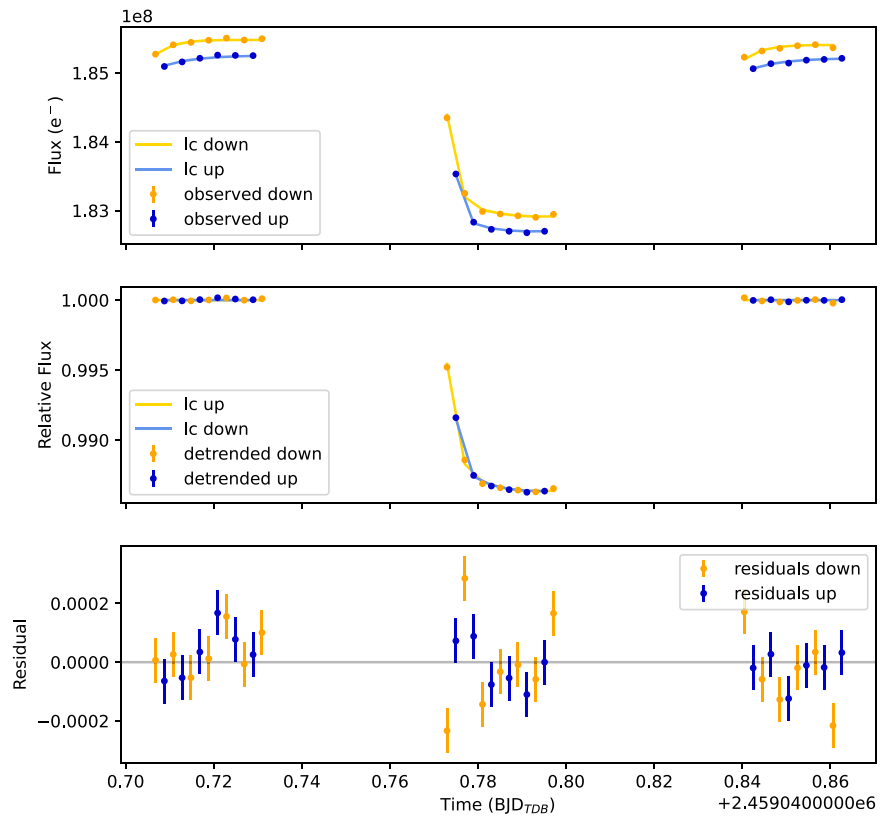 1e8
1.85
1.84
1.83
Flux (e⁻)
lc down
lc up
observed down
observed up
1.000
0.995
0.990
Relative Flux
lc up
lc down
detrended down
detrended up
0.0002
0.0000
−0.0002
Residual
residuals down
residuals up
0.70 0.72 0.74 0.76 0.78 0.80 0.82 0.84 0.86
Time (BJD_TDB)
+2.4590400000e6